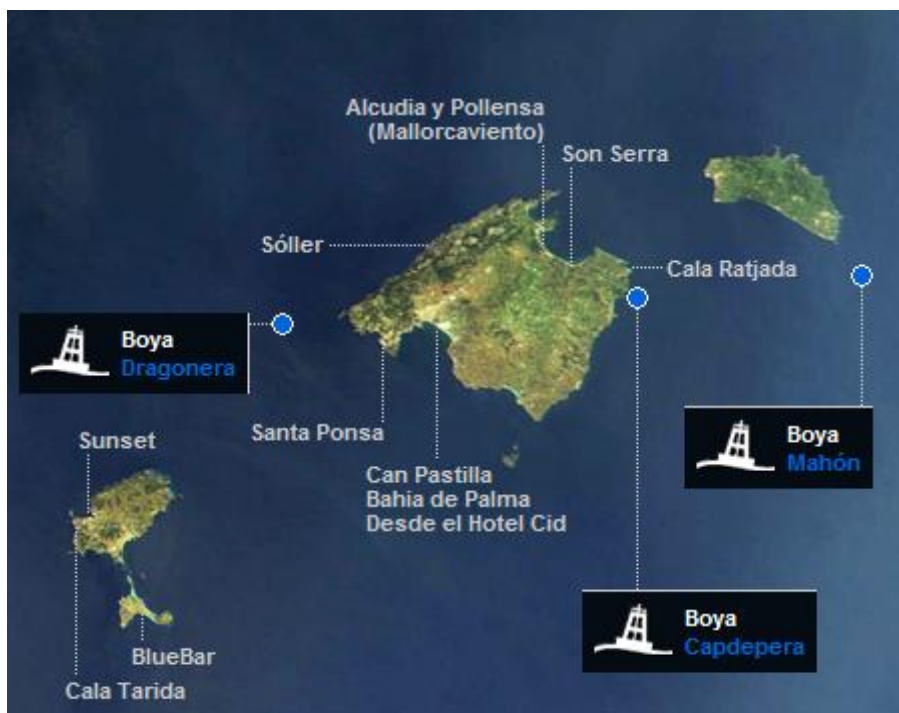 Alcudia y Pollensa
(Mallorcaviento)
Son Serra
Sóller
Cala Ratjada
Boya
Dragonera
Santa Ponsa
Boya
Mahón
Sunset
Can Pastilla
Bahia de Palma
Desde el Hotel Cid
Boya
Capdepera
BlueBar
Cala Tarida